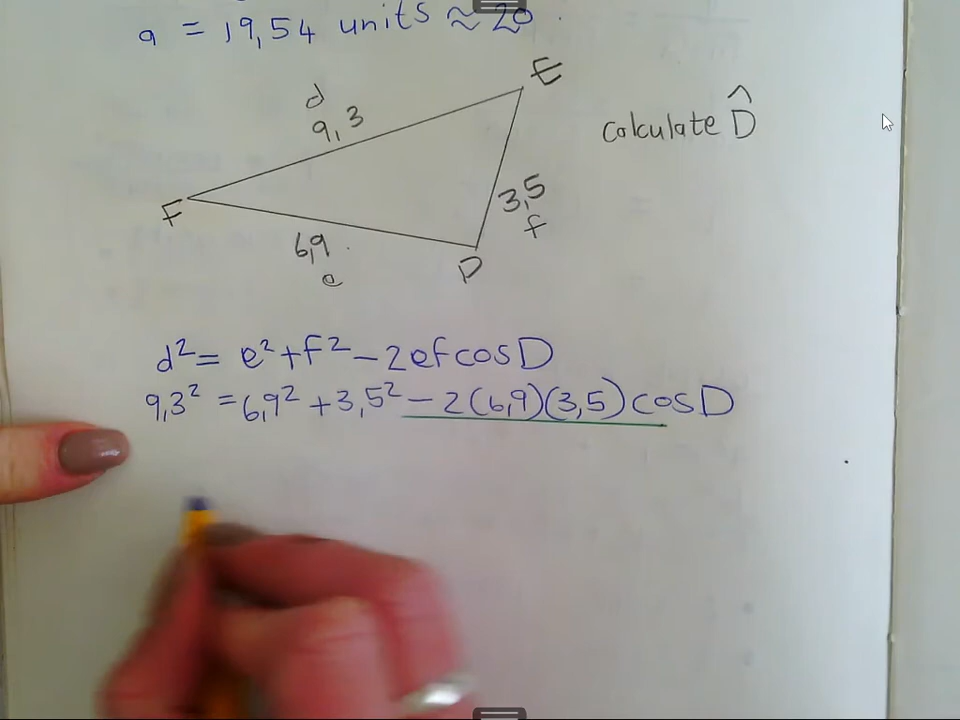 a = 19,54 units ≈ 20
E
d
9,3
calculate D̂
3,5
f
F
6,9
e
D
d² = e² + f² - 2ef cos D
9,3² = 6,9² + 3,5² - 2(6,9)(3,5) cos D